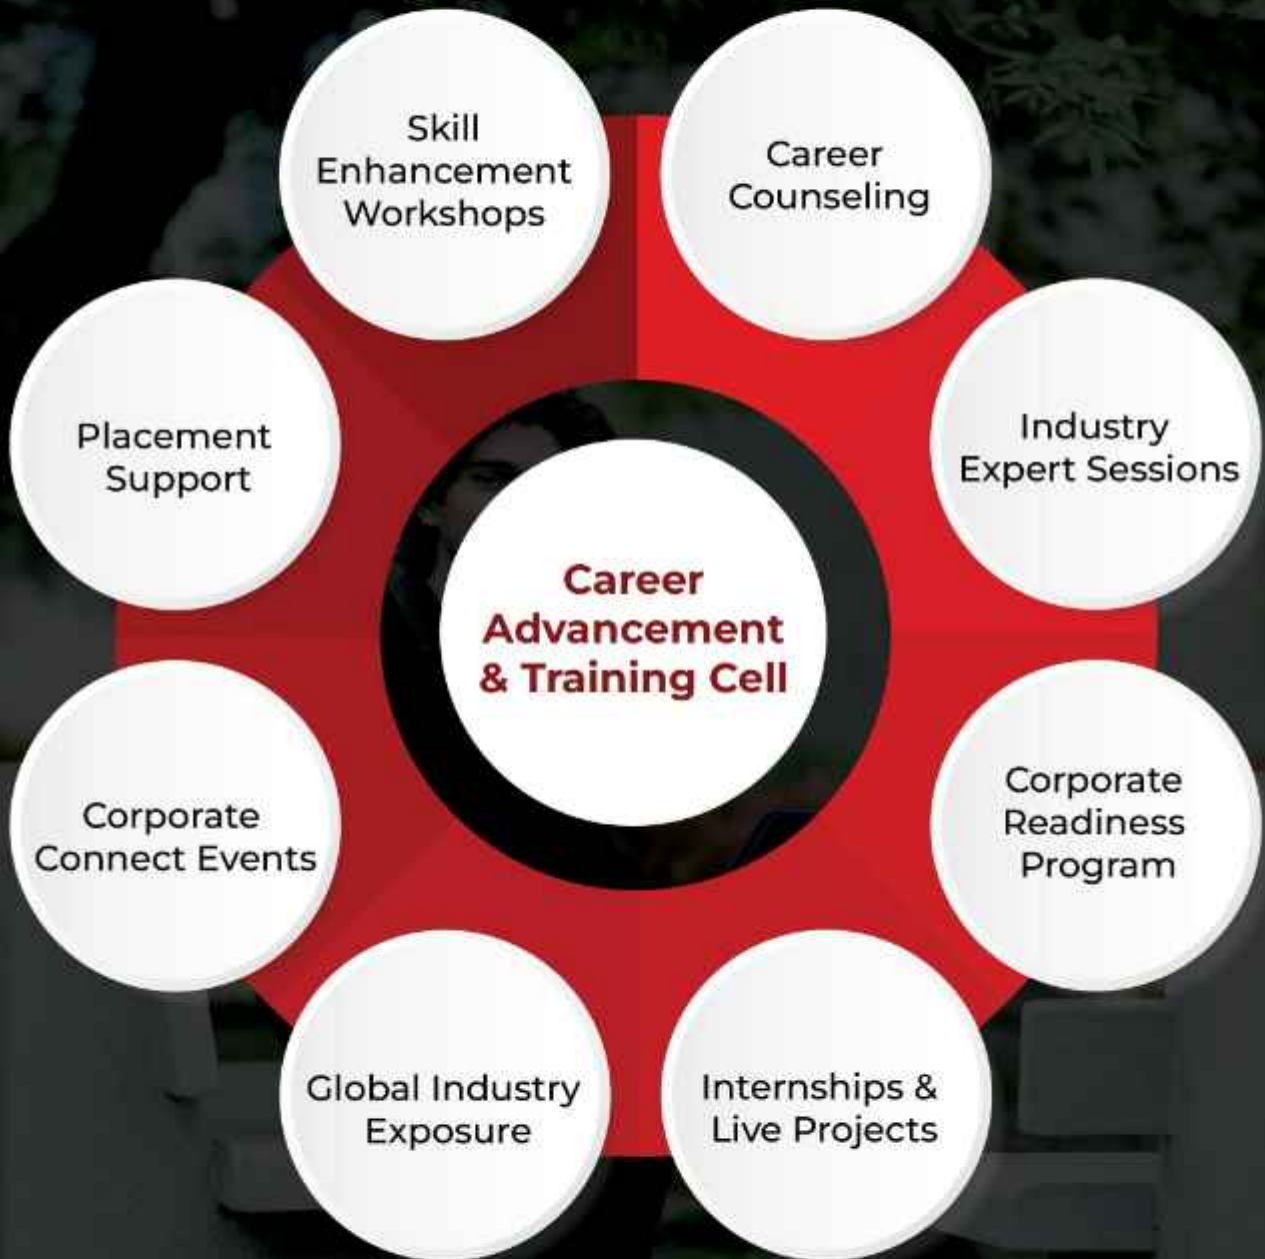 Skill
Enhancement
Workshops
Career
Counseling
Placement
Support
Industry
Expert Sessions
Career
Advancement
& Training Cell
Corporate
Connect Events
Corporate
Readiness
Program
Global Industry
Exposure
Internships &
Live Projects